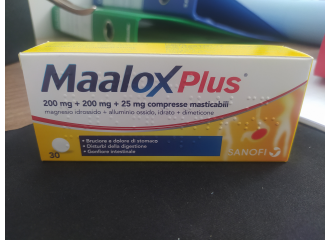 Maalox Plus®
200 mg + 200 mg + 25 mg compresse masticabili
magnesio idrossido + alluminio ossido, idrato + dimeticone
• Bruciore e dolore di stomaco
• Disturbi della digestione
• Gonfiore intestinale
30
SANOFI